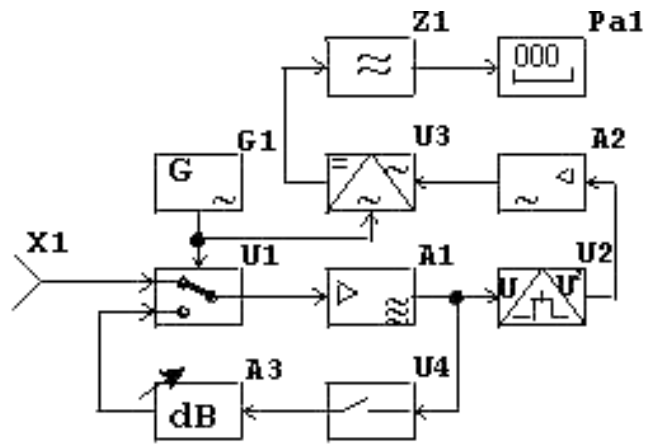 Z1 Pa1
000
G1 U3 A2
G = ~ ~ ~ ~
X1 U1 A1 U2
U U'
A3 U4
dB